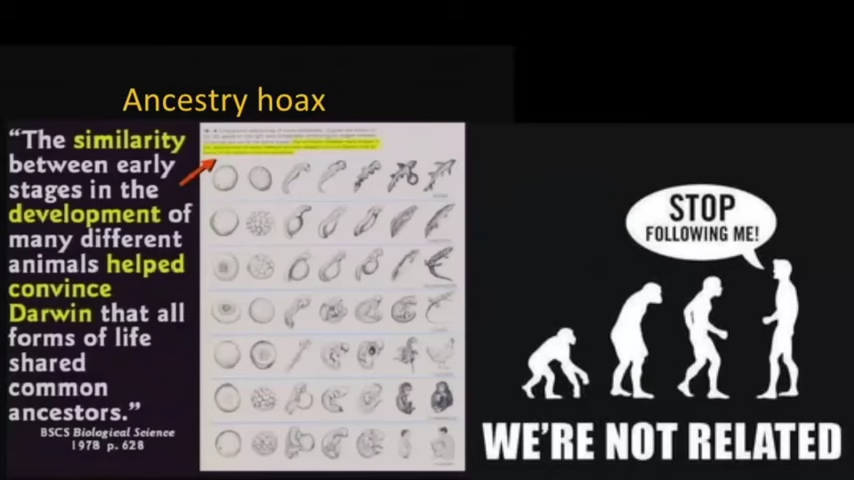 Ancestry hoax
“The similarity
between early
stages in the
development of
many different
animals helped
convince
Darwin that all
forms of life
shared
common
ancestors.”
BSCS Biological Science
1978 p. 628
STOP
FOLLOWING ME!
WE'RE NOT RELATED